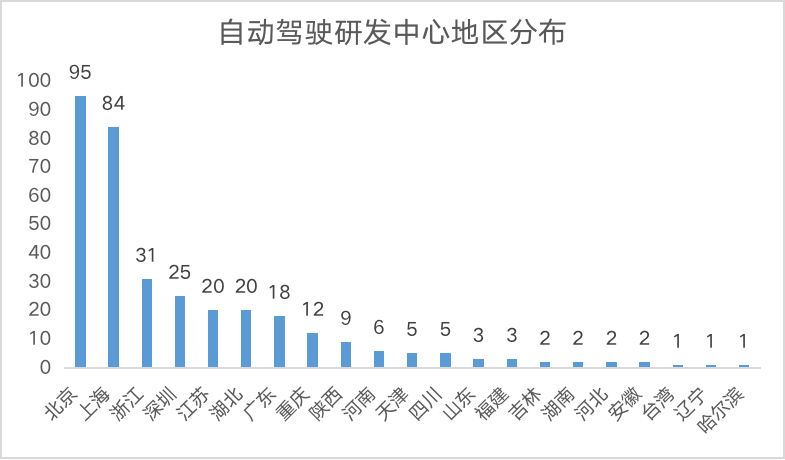 自动驾驶研发中心地区分布
100
90
80
70
60
50
40
30
20
10
0
95
84
31
25
20
20
18
12
9
6
5
5
3
3
2
2
2
2
1
1
1
北京
上海
浙江
深圳
江苏
湖北
广东
重庆
陕西
河南
天津
四川
山东
福建
吉林
湖南
河北
安徽
台湾
辽宁
哈尔滨